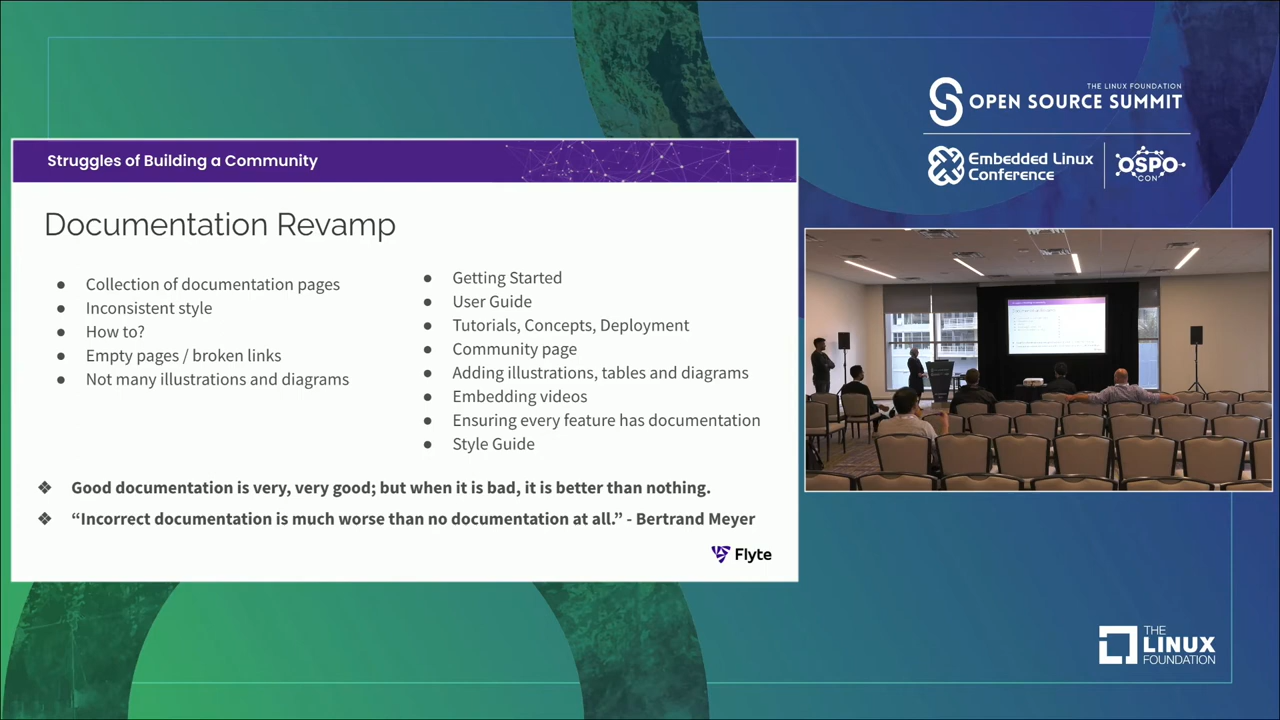 THE LINUX FOUNDATION
OPEN SOURCE SUMMIT
Embedded Linux
Conference
OSPO
CON
Struggles of Building a Community
Documentation Revamp
Collection of documentation pages
Inconsistent style
How to?
Empty pages / broken links
Not many illustrations and diagrams
Getting Started
User Guide
Tutorials, Concepts, Deployment
Community page
Adding illustrations, tables and diagrams
Embedding videos
Ensuring every feature has documentation
Style Guide
Good documentation is very, very good; but when it is bad, it is better than nothing.
“Incorrect documentation is much worse than no documentation at all.” - Bertrand Meyer
Flyte
THE
LINUX
FOUNDATION